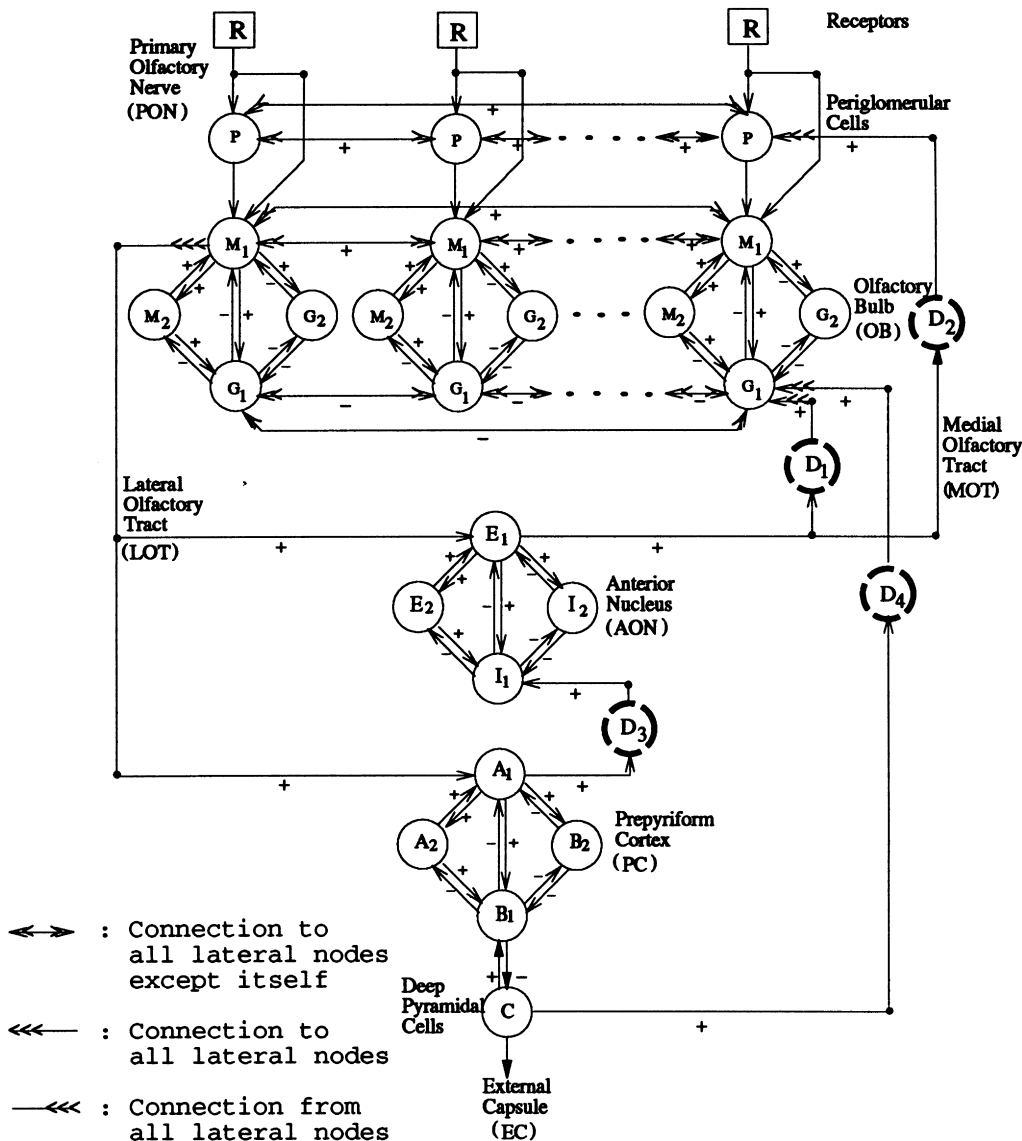 R R R
Receptors
Primary
Olfactory
Nerve
(PON)
Periglomerular
Cells
+
P P P
+ + + +
+
M1 M1 M1
+ + +
+ + + + + +
+ - + - + -
M2 - + G2 M2 - + G2 M2 - + G2
Olfactory
Bulb
(OB)
D2
+ - + - + -
- - - - - -
G1 G1 G1
- - - +
+
-
D1
Medial
Olfactory
Tract
(MOT)
Lateral
Olfactory
Tract
(LOT)
+ E1 +
+ +
+ -
E2 - + I2
Anterior
Nucleus
(AON)
D4
+ -
- -
I1
+
D3
+ A1 +
+ +
+ -
A2 - + B2
Prepyriform
Cortex
(PC)
+ -
- -
B1
+ -
Deep
Pyramidal
Cells
C
+
External
Capsule
(EC)
: Connection to
all lateral nodes
except itself
: Connection to
all lateral nodes
: Connection from
all lateral nodes